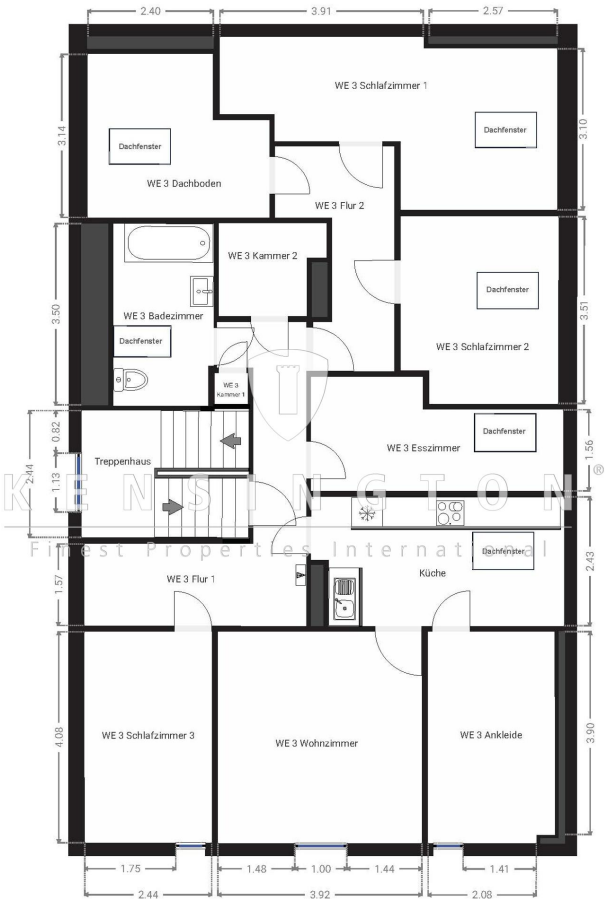 2.40
3.91
2.57
WE 3 Schlafzimmer 1
3.14
3.10
Dachfenster
Dachfenster
WE 3 Dachboden
WE 3 Flur 2
WE 3 Kammer 2
3.50
3.51
Dachfenster
WE 3 Badezimmer
Dachfenster
WE 3 Schlafzimmer 2
WE 3
Kammer 1
0.82
Dachfenster
1.56
WE 3 Esszimmer
Treppenhaus
2.44
1.13
KENSINGTON®
Finest Properties International
Dachfenster
2.43
1.57
WE 3 Flur 1
Küche
4.08
3.90
WE 3 Schlafzimmer 3
WE 3 Wohnzimmer
WE 3 Ankleide
1.75
1.48
1.00
1.44
1.41
2.44
3.92
2.08